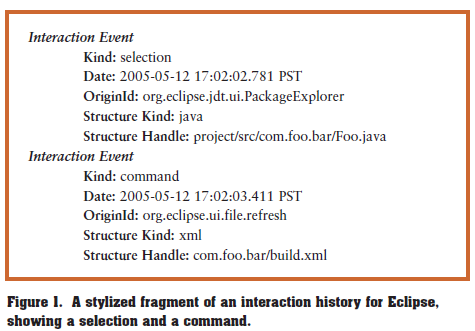 Interaction Event
Kind: selection
Date: 2005-05-12 17:02:02.781 PST
OriginId: org.eclipse.jdt.ui.PackageExplorer
Structure Kind: java
Structure Handle: project/src/com.foo.bar/Foo.java
Interaction Event
Kind: command
Date: 2005-05-12 17:02:03.411 PST
OriginId: org.eclipse.ui.file.refresh
Structure Kind: xml
Structure Handle: com.foo.bar/build.xml
Figure 1. A stylized fragment of an interaction history for Eclipse,
showing a selection and a command.